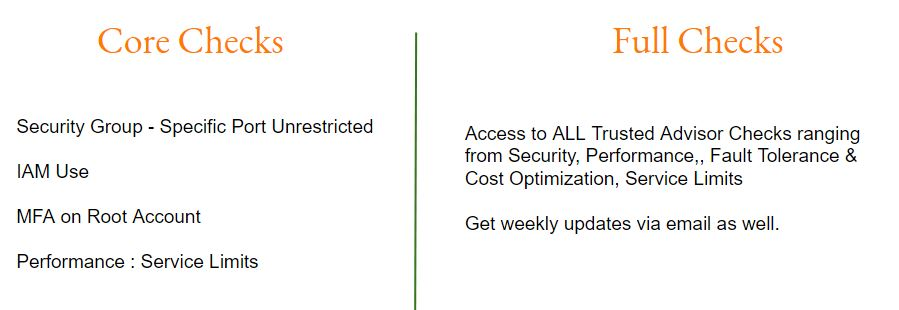 Core Checks
Security Group - Specific Port Unrestricted
IAM Use
MFA on Root Account
Performance : Service Limits
Full Checks
Access to ALL Trusted Advisor Checks ranging
from Security, Performance,, Fault Tolerance &
Cost Optimization, Service Limits
Get weekly updates via email as well.